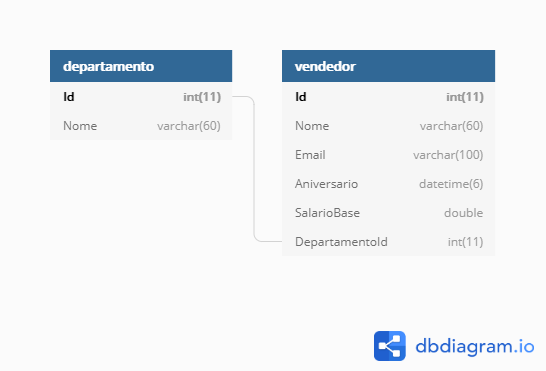 departamento
Id int(11)
Nome varchar(60)
vendedor
Id int(11)
Nome varchar(60)
Email varchar(100)
Aniversario datetime(6)
SalarioBase double
DepartamentoId int(11)
dbdiagram.io